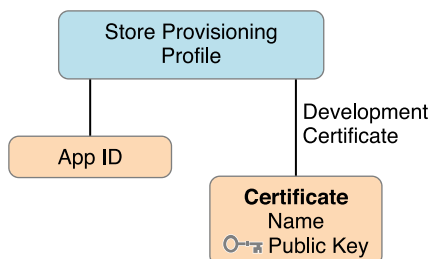 Store Provisioning
Profile
Development
Certificate
App ID
Certificate
Name
Public Key